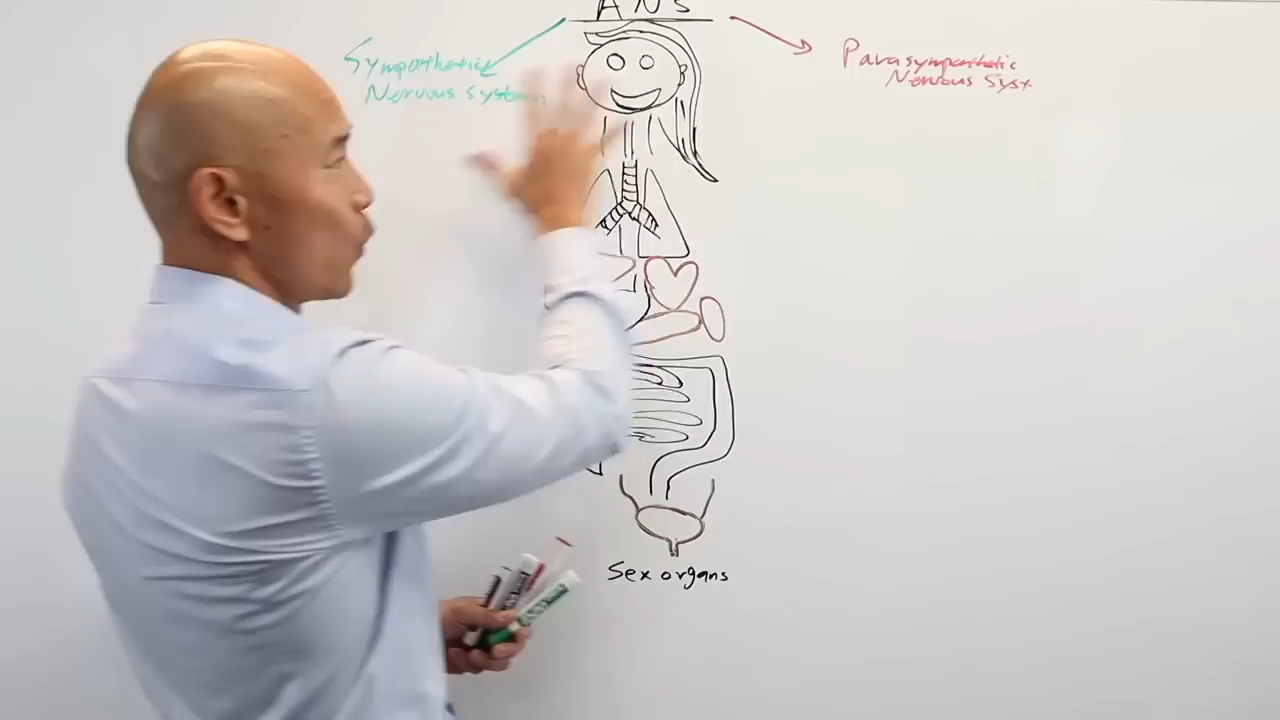 ANS
Sympathetic
Nervous System
Parasympathetic
Nervous Syst.
Sex organs